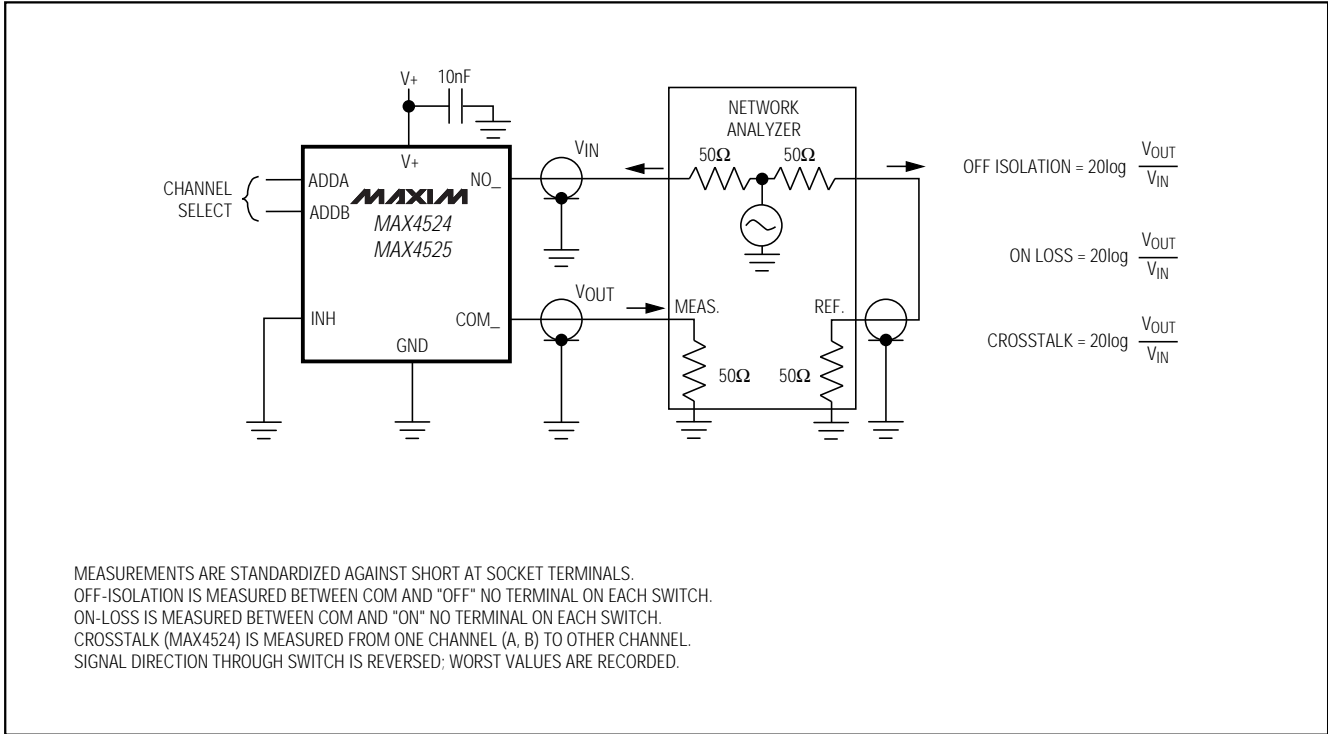 V+ 10nF
V+
CHANNEL
SELECT
ADDA
ADDB
MAXIM
MAX4524
MAX4525
INH
GND
NO_
COM_
VIN
VOUT
NETWORK
ANALYZER
50Ω 50Ω
MEAS. REF.
50Ω 50Ω
OFF ISOLATION = 20log VOUT
VIN
ON LOSS = 20log VOUT
VIN
CROSSTALK = 20log VOUT
VIN
MEASUREMENTS ARE STANDARDIZED AGAINST SHORT AT SOCKET TERMINALS.
OFF-ISOLATION IS MEASURED BETWEEN COM AND "OFF" NO TERMINAL ON EACH SWITCH.
ON-LOSS IS MEASURED BETWEEN COM AND "ON" NO TERMINAL ON EACH SWITCH.
CROSSTALK (MAX4524) IS MEASURED FROM ONE CHANNEL (A, B) TO OTHER CHANNEL.
SIGNAL DIRECTION THROUGH SWITCH IS REVERSED; WORST VALUES ARE RECORDED.